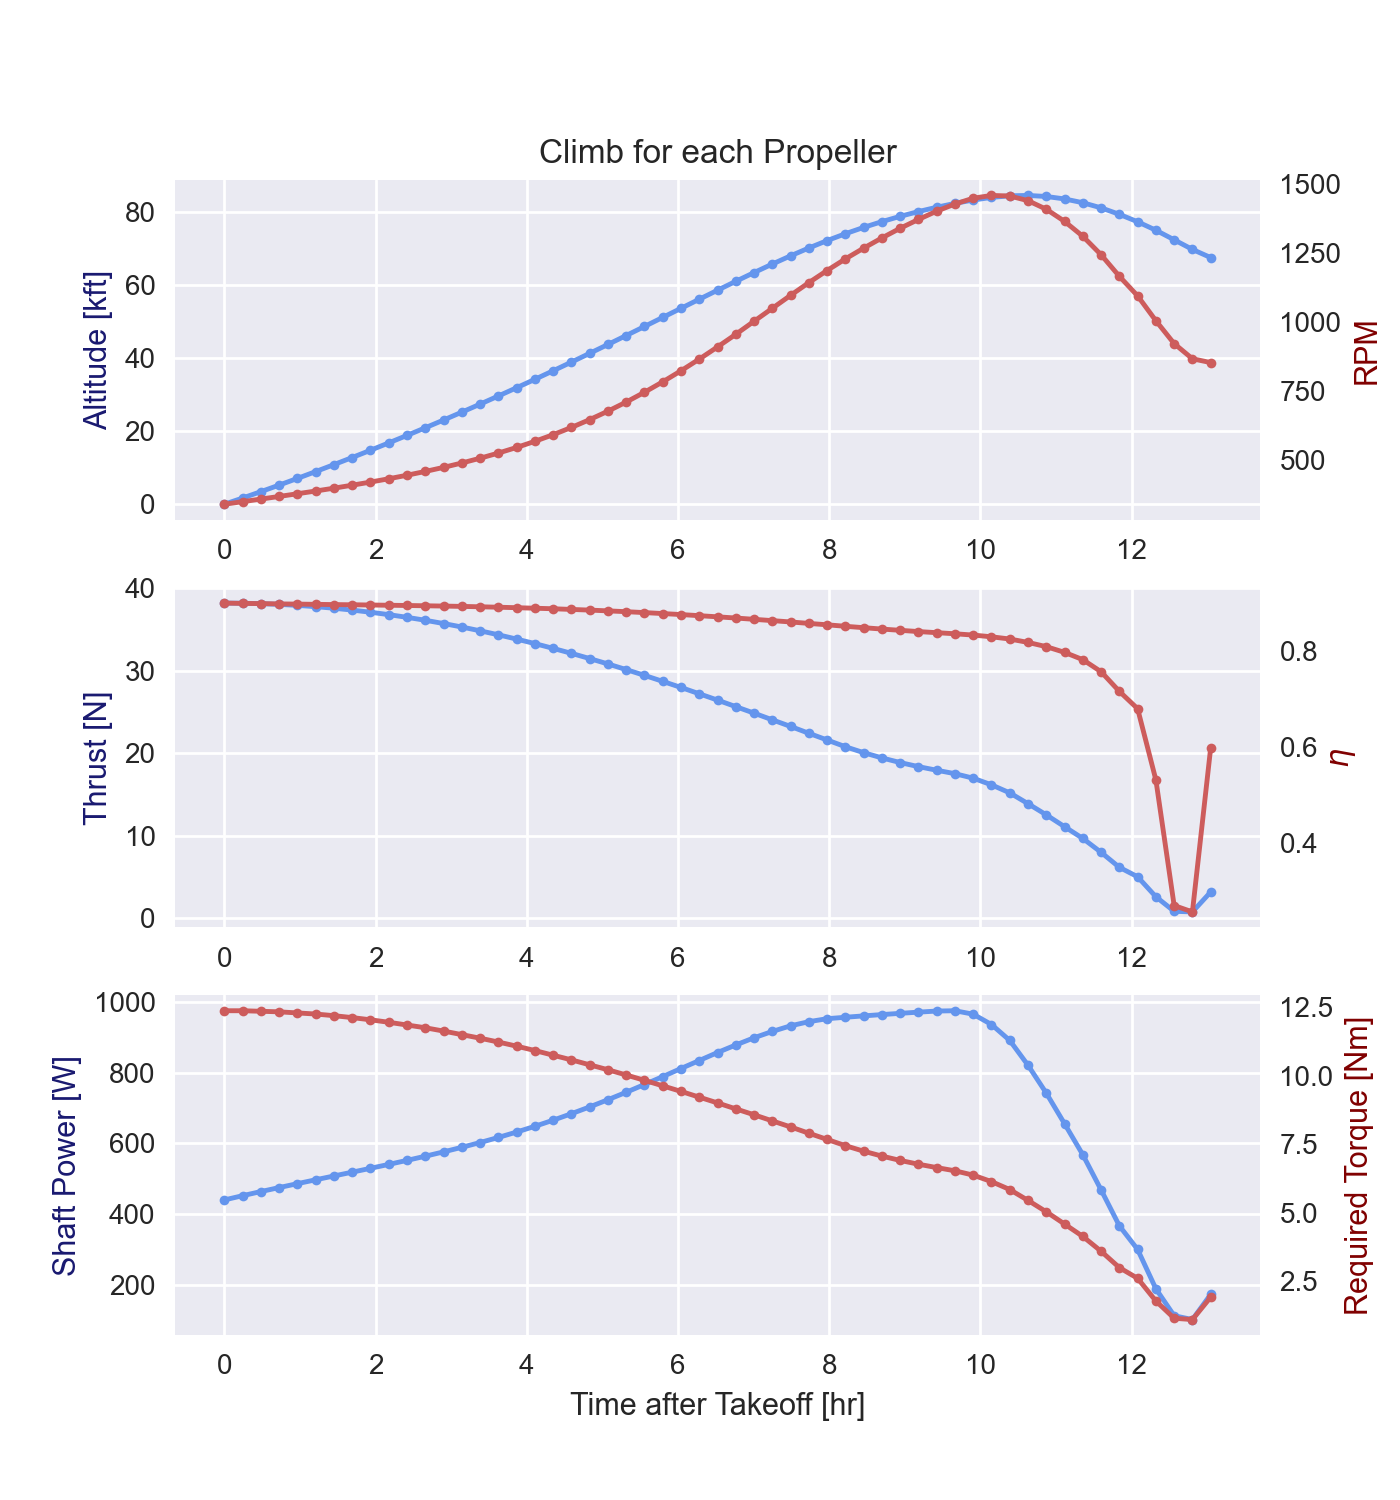 Climb for each Propeller
80
60
40
20
0
Altitude [kft]
1500
1250
1000
750
500
RPM
0 2 4 6 8 10 12
40
30
20
10
0
Thrust [N]
0.8
0.6
0.4
η
0 2 4 6 8 10 12
1000
800
600
400
200
Shaft Power [W]
12.5
10.0
7.5
5.0
2.5
Required Torque [Nm]
0 2 4 6 8 10 12
Time after Takeoff [hr]